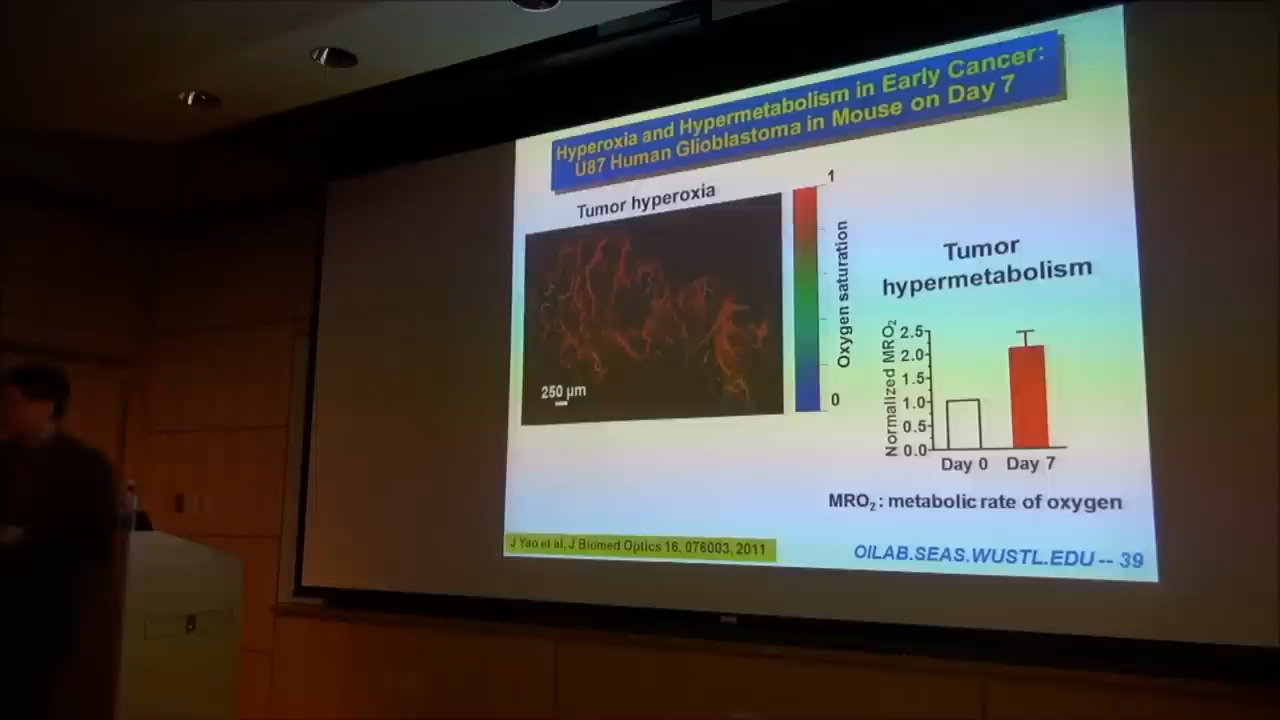 Hyperoxia and Hypermetabolism in Early Cancer:
U87 Human Glioblastoma in Mouse on Day 7
Tumor hyperoxia
250 µm
1
Oxygen saturation
0
Tumor
hypermetabolism
Normalized MRO₂
2.5
2.0
1.5
1.0
0.5
0.0
Day 0 Day 7
MRO₂: metabolic rate of oxygen
J Yao et al, J Biomed Optics 16, 076003, 2011
OILAB.SEAS.WUSTL.EDU -- 39